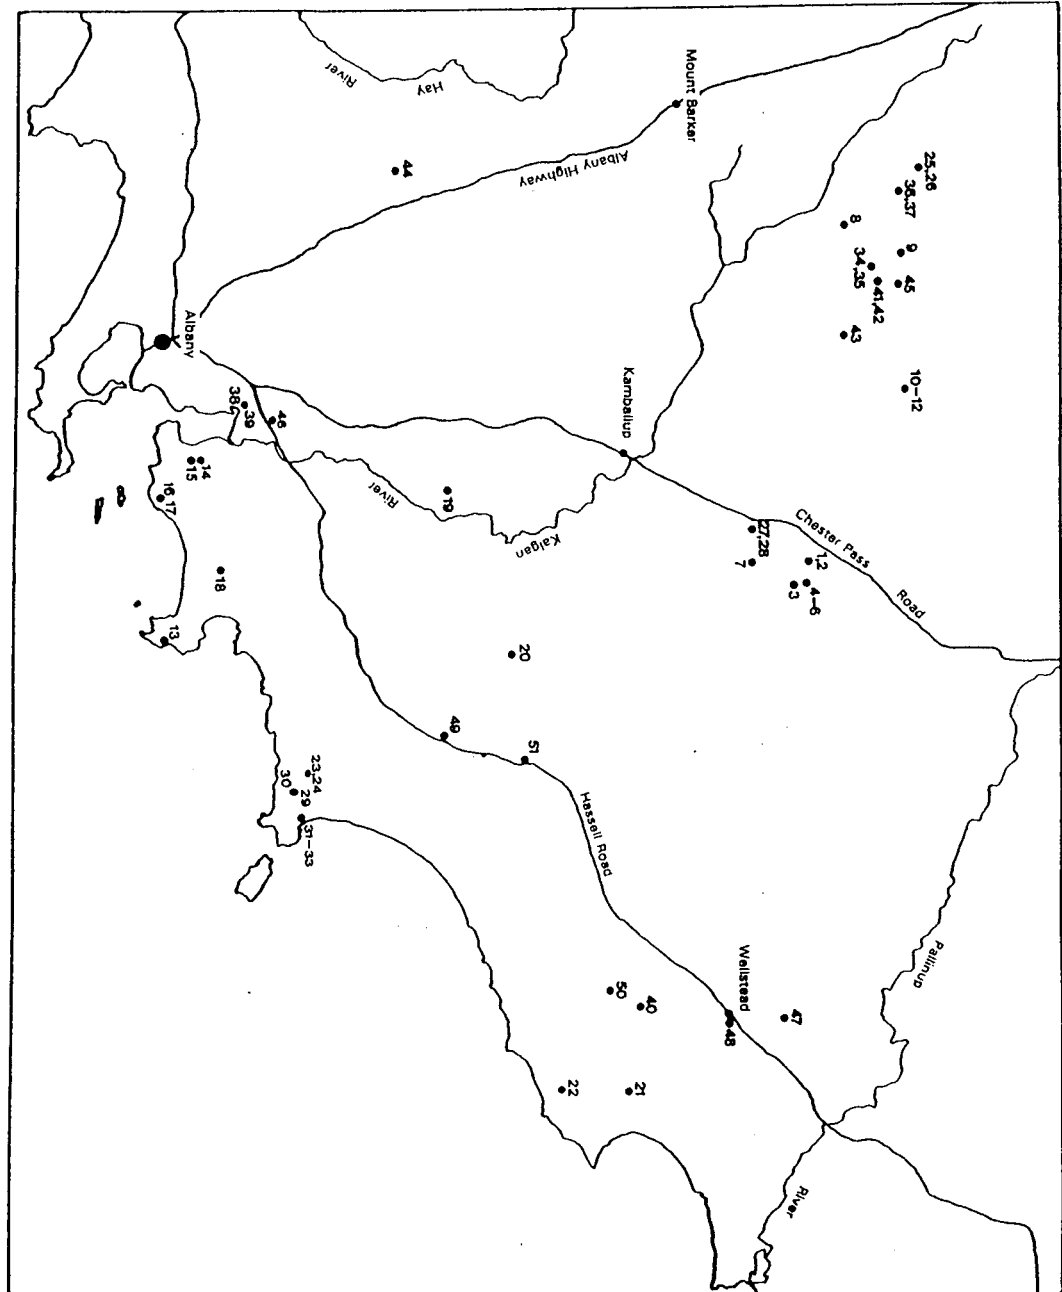 River
Hay
Mount Barker
Albany Highway
44
25,26
36,37
8
9
34,35
45
41,42
43
10–12
Albany
Kamballup
38
39
46
14
15
16,17
River
19
Kalgan
Chester Pass
Road
27,28
7
1,2
4–6
3
18
13
20
49
51
23,24
30
29
31–33
Hassell Road
Wellstead
47
48
50
40
22
21
Pallinup
River